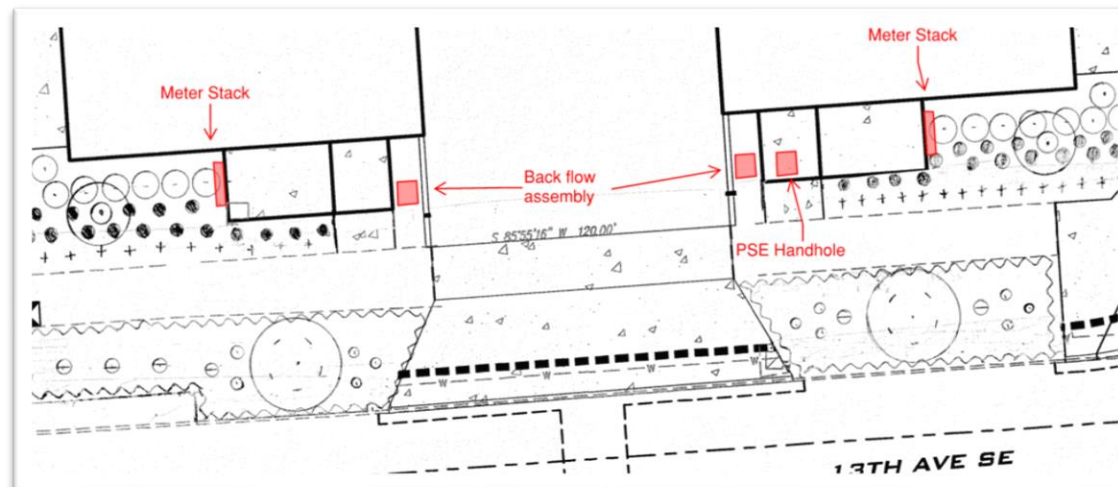 Meter Stack
Meter Stack
Back flow
assembly
S 85°55'16" W 120.00'
PSE Handhole
W W W W W
13TH AVE SE